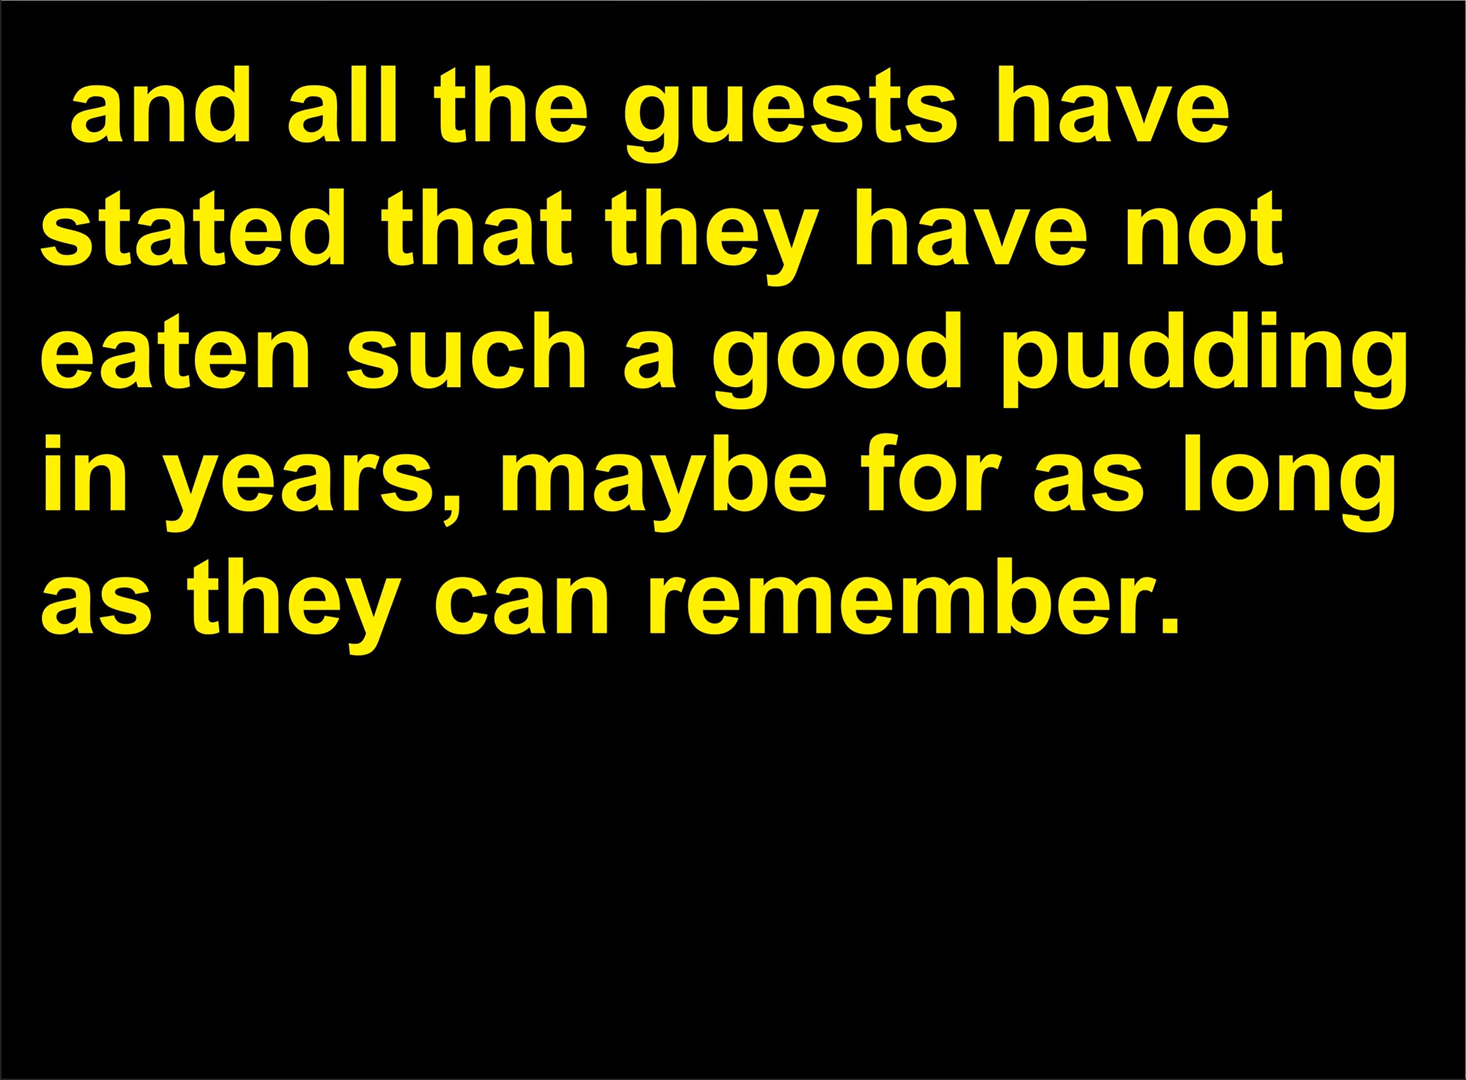 and all the guests have
stated that they have not
eaten such a good pudding
in years, maybe for as long
as they can remember.